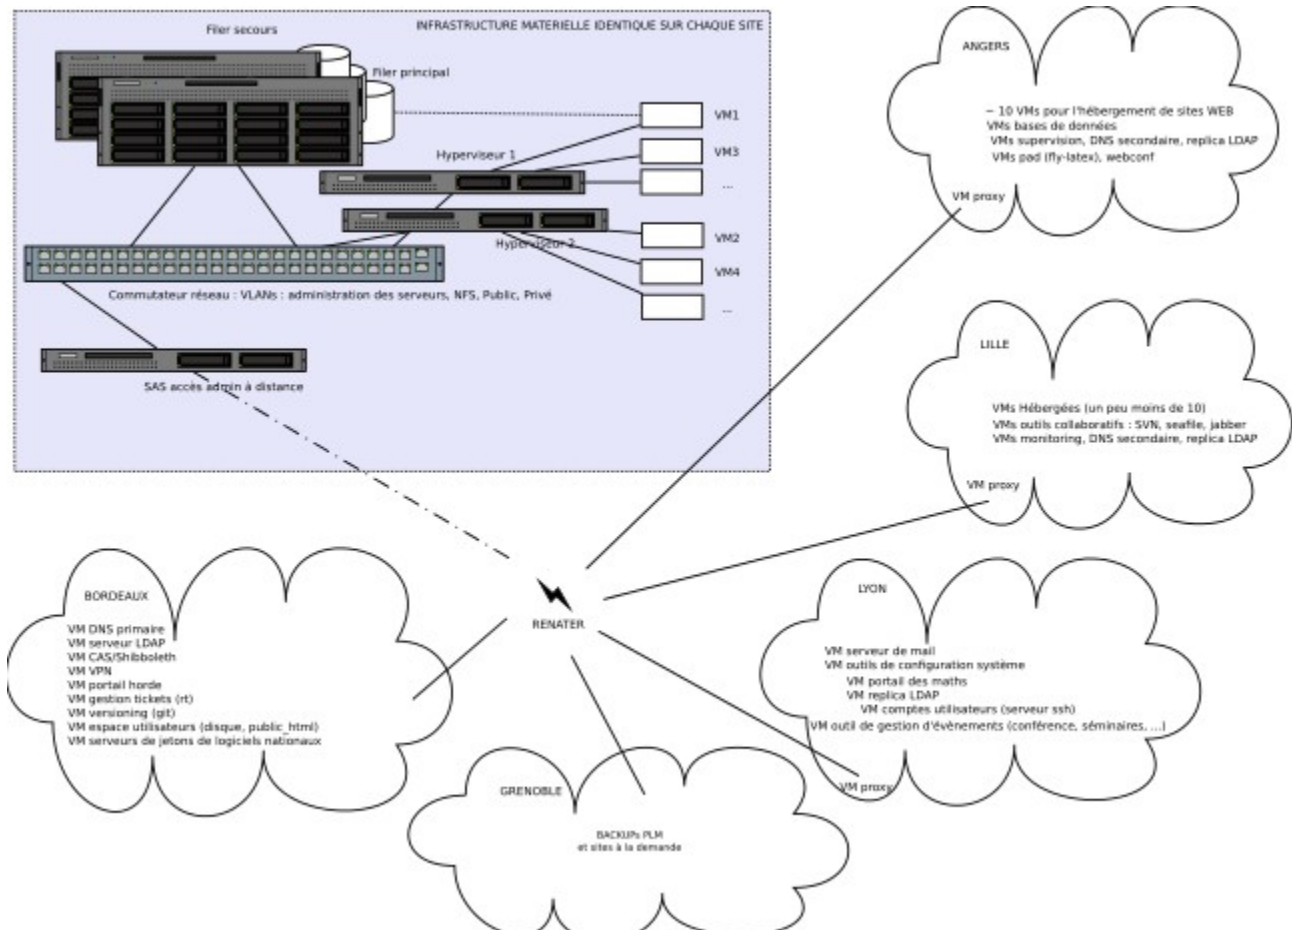 INFRASTRUCTURE MATERIELLE IDENTIQUE SUR CHAQUE SITE
Filer secours
Filer principal
VM1
Hyperviseur 1
VM3
...
VM2
Hyperviseur 2
VM4
...
Commutateur réseau : VLANs : administration des serveurs, NFS, Public, Privé
SAS accès admin à distance
ANGERS
~ 10 VMs pour l'hébergement de sites WEB
VMs bases de données
VMs supervision, DNS secondaire, replica LDAP
VMs pad (fly-latex), webconf
VM proxy
LILLE
VMs Hébergées (un peu moins de 10)
VMs outils collaboratifs : SVN, seafile, jabber
VMs monitoring, DNS secondaire, replica LDAP
VM proxy
RENATER
BORDEAUX
VM DNS primaire
VM serveur LDAP
VM CAS/Shibboleth
VM VPN
VM portail horde
VM gestion tickets (rt)
VM versioning (git)
VM espace utilisateurs (disque, public_html)
VM serveurs de jetons de logiciels nationaux
LYON
VM serveur de mail
VM outils de configuration système
VM portail des maths
VM replica LDAP
VM comptes utilisateurs (serveur ssh)
VM outil de gestion d'évènements (conférence, séminaires, ...)
VM proxy
GRENOBLE
BACKUPs PLM
et sites à la demande